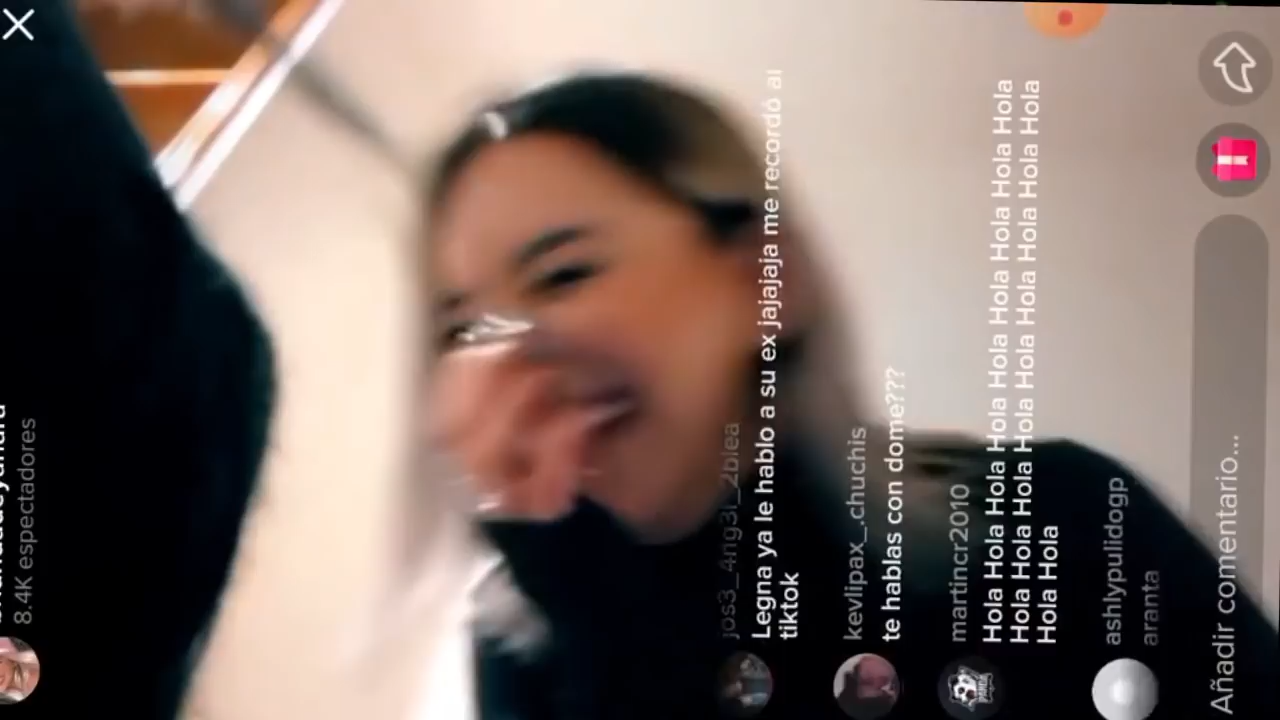 8.4K espectadores
jos3_4ng3l_2blea
Legna ya le hablo a su ex jajajaja me recordó al
tiktok
kevlipax_.chuchis
te hablas con dome???
martincr2010
Hola Hola Hola Hola Hola Hola Hola Hola Hola Hola
Hola Hola Hola Hola Hola Hola Hola Hola Hola Hola
Hola Hola
ashlypulidogp
aranta
Añadir comentario...